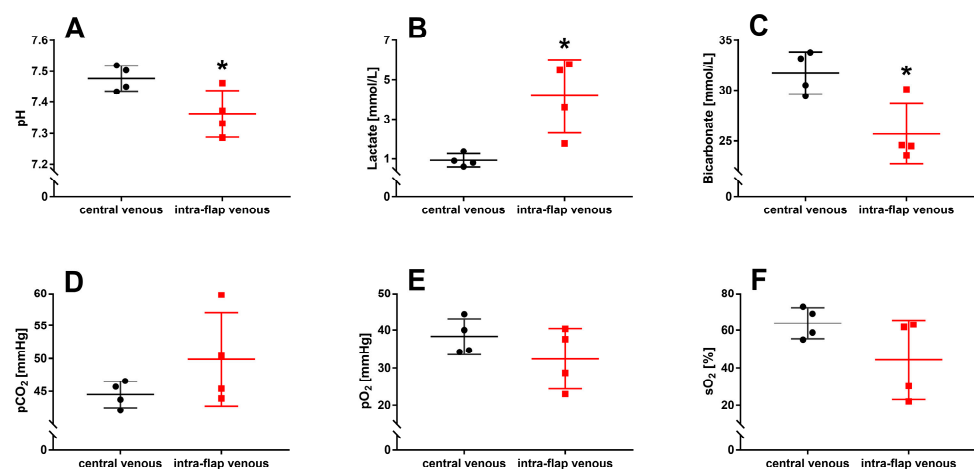 A
pH
7.6
7.5
7.4
7.3
7.2
0
*
central venous intra-flap venous
B
Lactate [mmol/L]
7
5
3
1
0
*
central venous intra-flap venous
C
Bicarbonate [mmol/L]
35
30
25
0
*
central venous intra-flap venous
D
pCO₂ [mmHg]
60
55
50
45
0
central venous intra-flap venous
E
pO₂ [mmHg]
50
40
30
20
0
central venous intra-flap venous
F
sO₂ [%]
80
60
40
20
0
central venous intra-flap venous